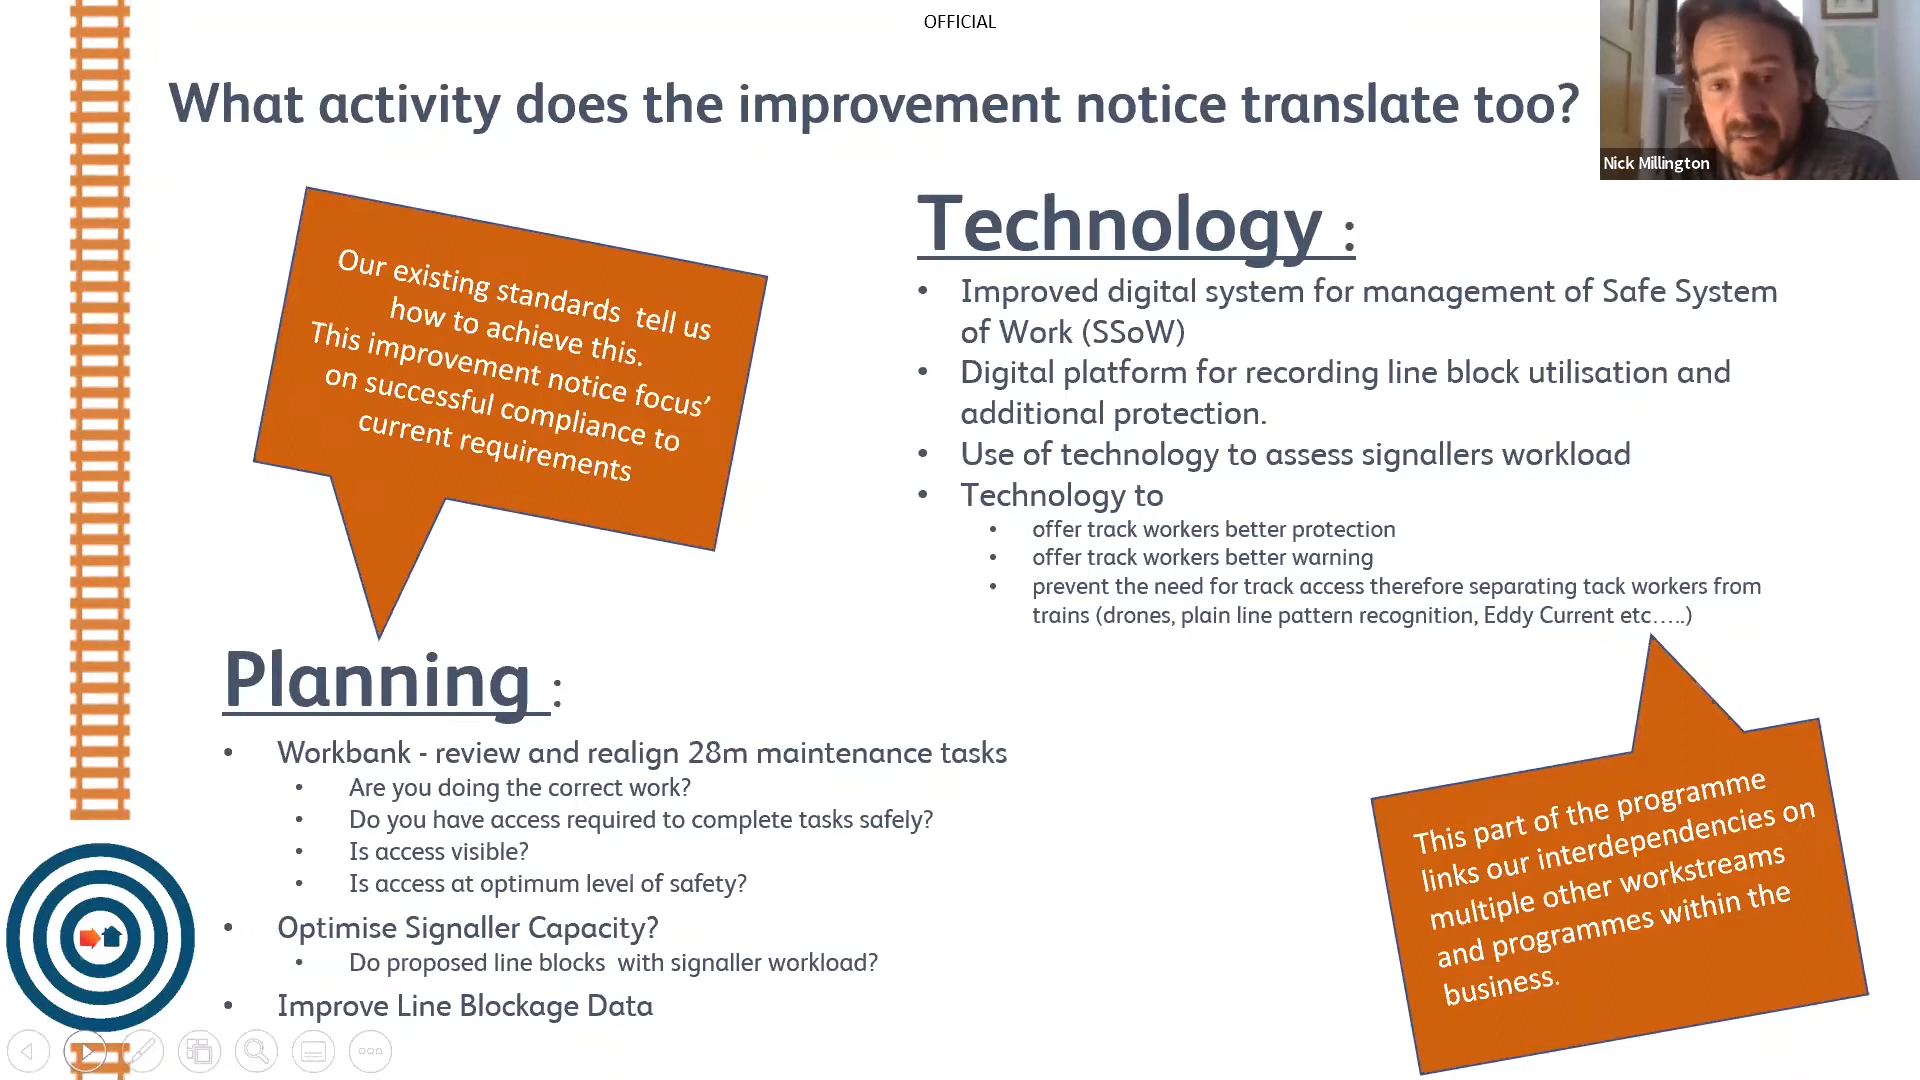 OFFICIAL
What activity does the improvement notice translate too?
Nick Millington
Our existing standards  tell us
how to achieve this.
This improvement notice focus’
on successful compliance to
current requirements
Technology :
• Improved digital system for management of Safe System
of Work (SSoW)
• Digital platform for recording line block utilisation and
additional protection.
• Use of technology to assess signallers workload
• Technology to
• offer track workers better protection
• offer track workers better warning
• prevent the need for track access therefore separating tack workers from
trains (drones, plain line pattern recognition, Eddy Current etc…..)
Planning :
• Workbank - review and realign 28m maintenance tasks
• Are you doing the correct work?
• Do you have access required to complete tasks safely?
• Is access visible?
• Is access at optimum level of safety?
• Optimise Signaller Capacity?
• Do proposed line blocks  with signaller workload?
• Improve Line Blockage Data
This part of the programme
links our interdependencies on
multiple other workstreams
and programmes within the
business.